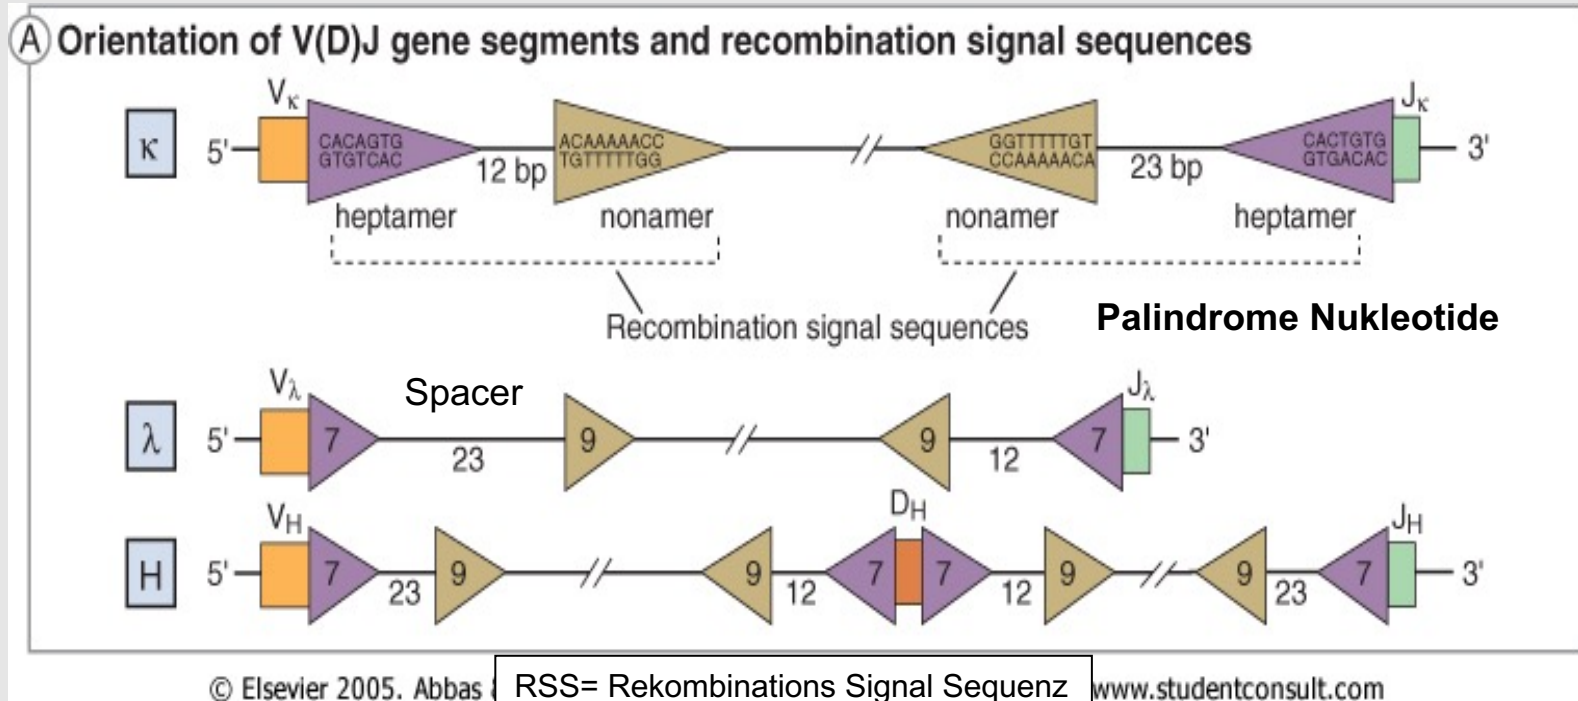 A Orientation of V(D)J gene segments and recombination signal sequences
Vκ Jκ
κ 5' CACAGTG ACAAAAACC GGTTTTTGT CACTGTG 3'
GTGTCAC TGTTTTTGG CCAAAAACA GTGACAC
12 bp 23 bp
heptamer nonamer nonamer heptamer
Recombination signal sequences Palindrome Nukleotide
Vλ Spacer Jλ
λ 5' 7 9 9 7 3'
23 12
VH DH JH
H 5' 7 9 9 7 7 9 9 7 3'
23 12 12 23
© Elsevier 2005. Abbas RSS= Rekombinations Signal Sequenz www.studentconsult.com